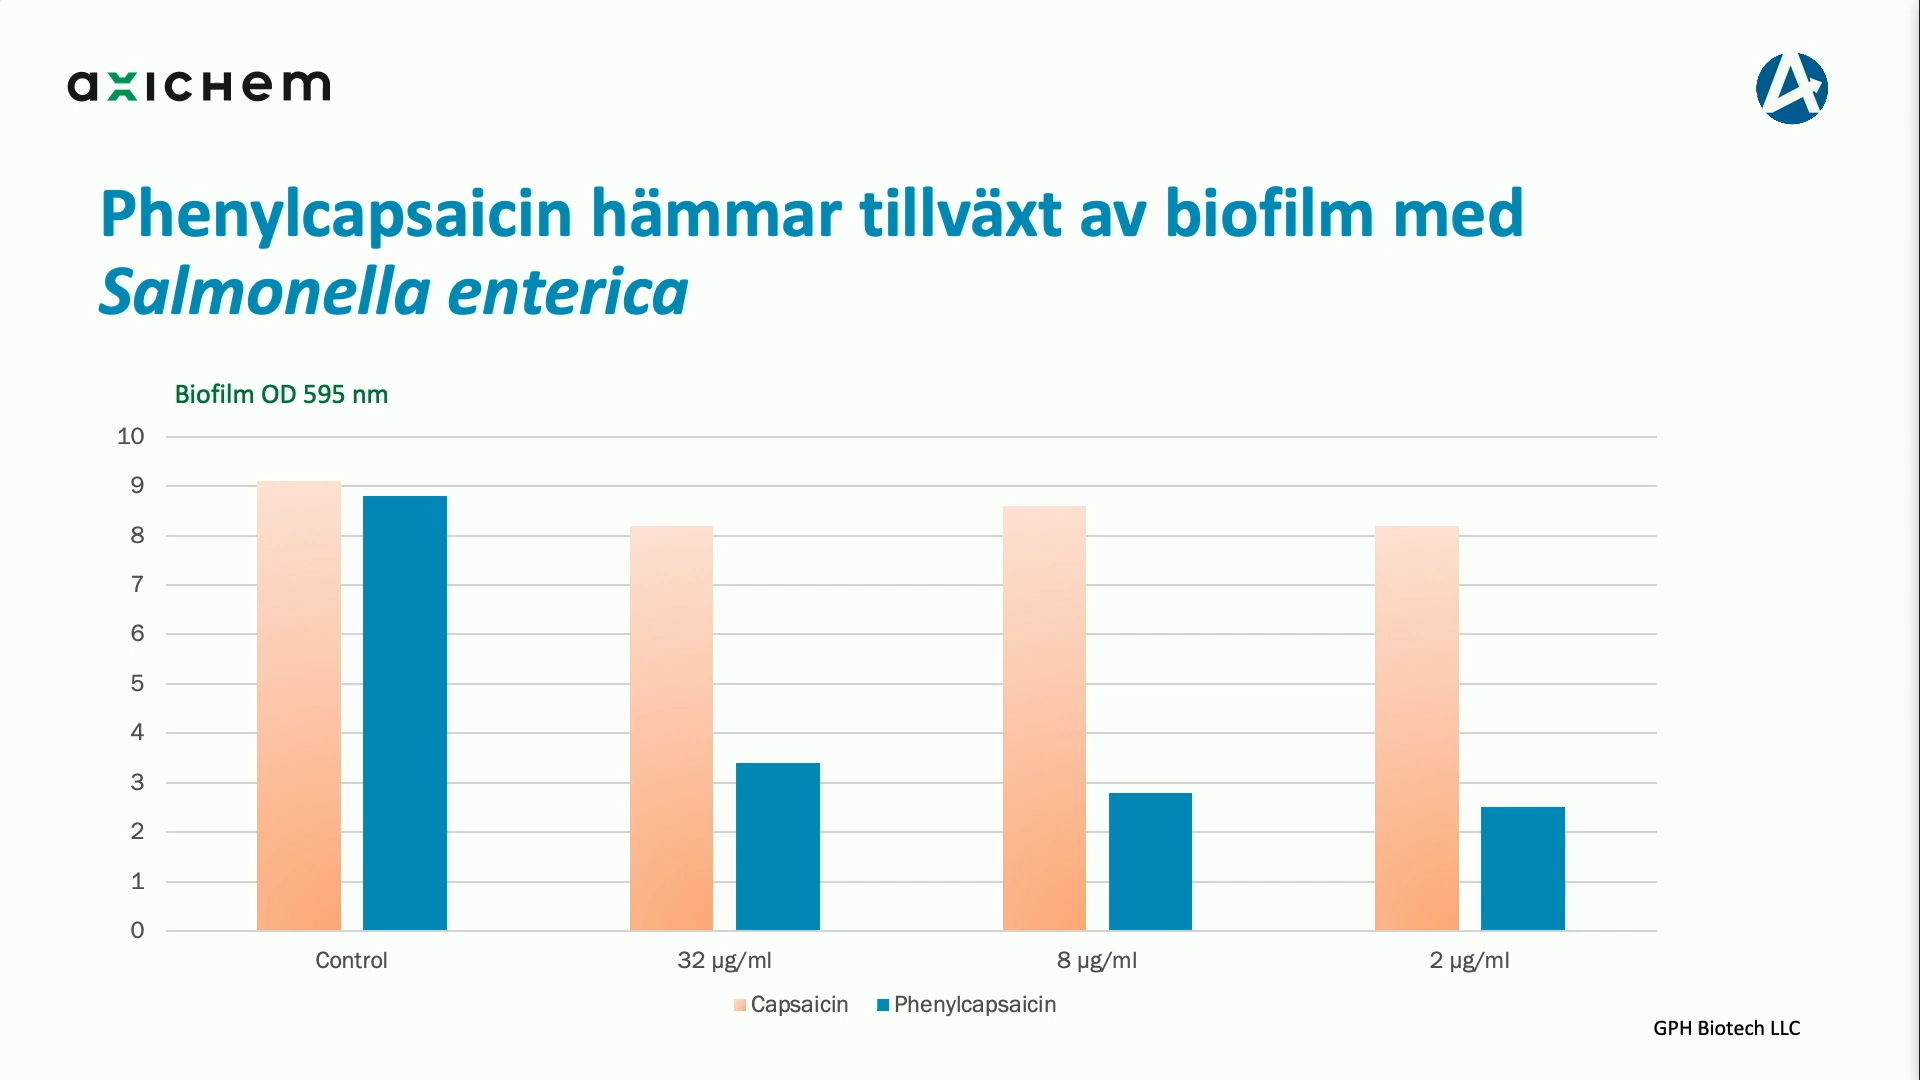 axichem
Phenylcapsaicin hämmar tillväxt av biofilm med
Salmonella enterica
Biofilm OD 595 nm
10
9
8
7
6
5
4
3
2
1
0
Control
32 µg/ml
8 µg/ml
2 µg/ml
Capsaicin
Phenylcapsaicin
GPH Biotech LLC